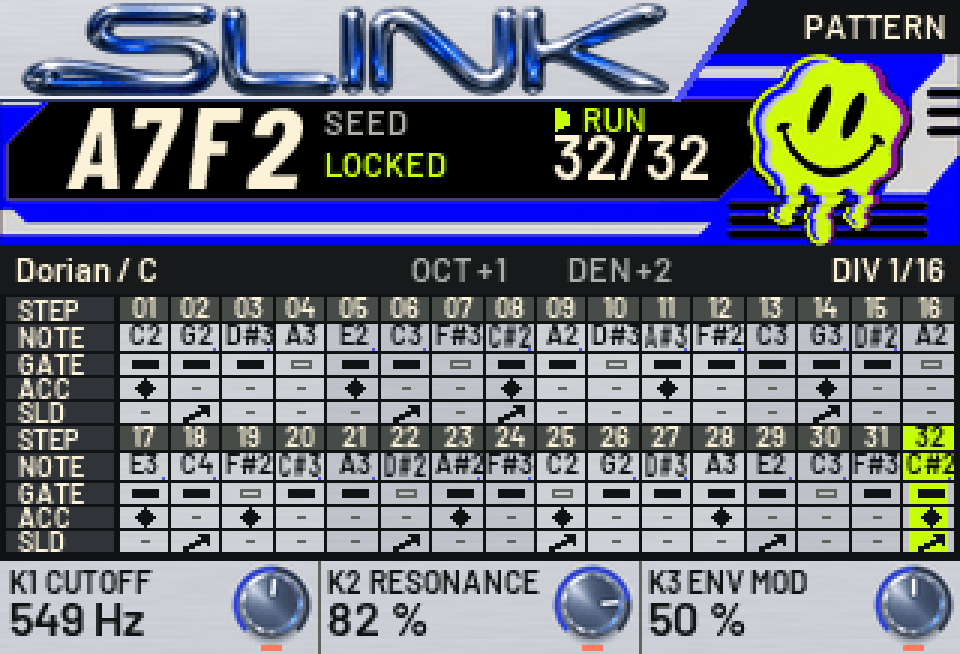 SLINK
PATTERN
A7F2 SEED LOCKED RUN 32/32
Dorian / C OCT +1 DEN +2 DIV 1/16
STEP 01 02 03 04 05 06 07 08 09 10 11 12 13 14 15 16
NOTE C2 G2 D#3 A3 E2 C3 F#3 C#2 A2 D#3 A#3 F#2 C3 G3 D#2 A2
GATE
ACC
SLD
STEP 17 18 19 20 21 22 23 24 25 26 27 28 29 30 31 32
NOTE E3 C4 F#2 C#3 A3 D#2 A#2 F#3 C2 G2 D#3 A3 E2 C3 F#3 C#2
GATE
ACC
SLD
K1 CUTOFF K2 RESONANCE K3 ENV MOD
549 Hz 82 % 50 %